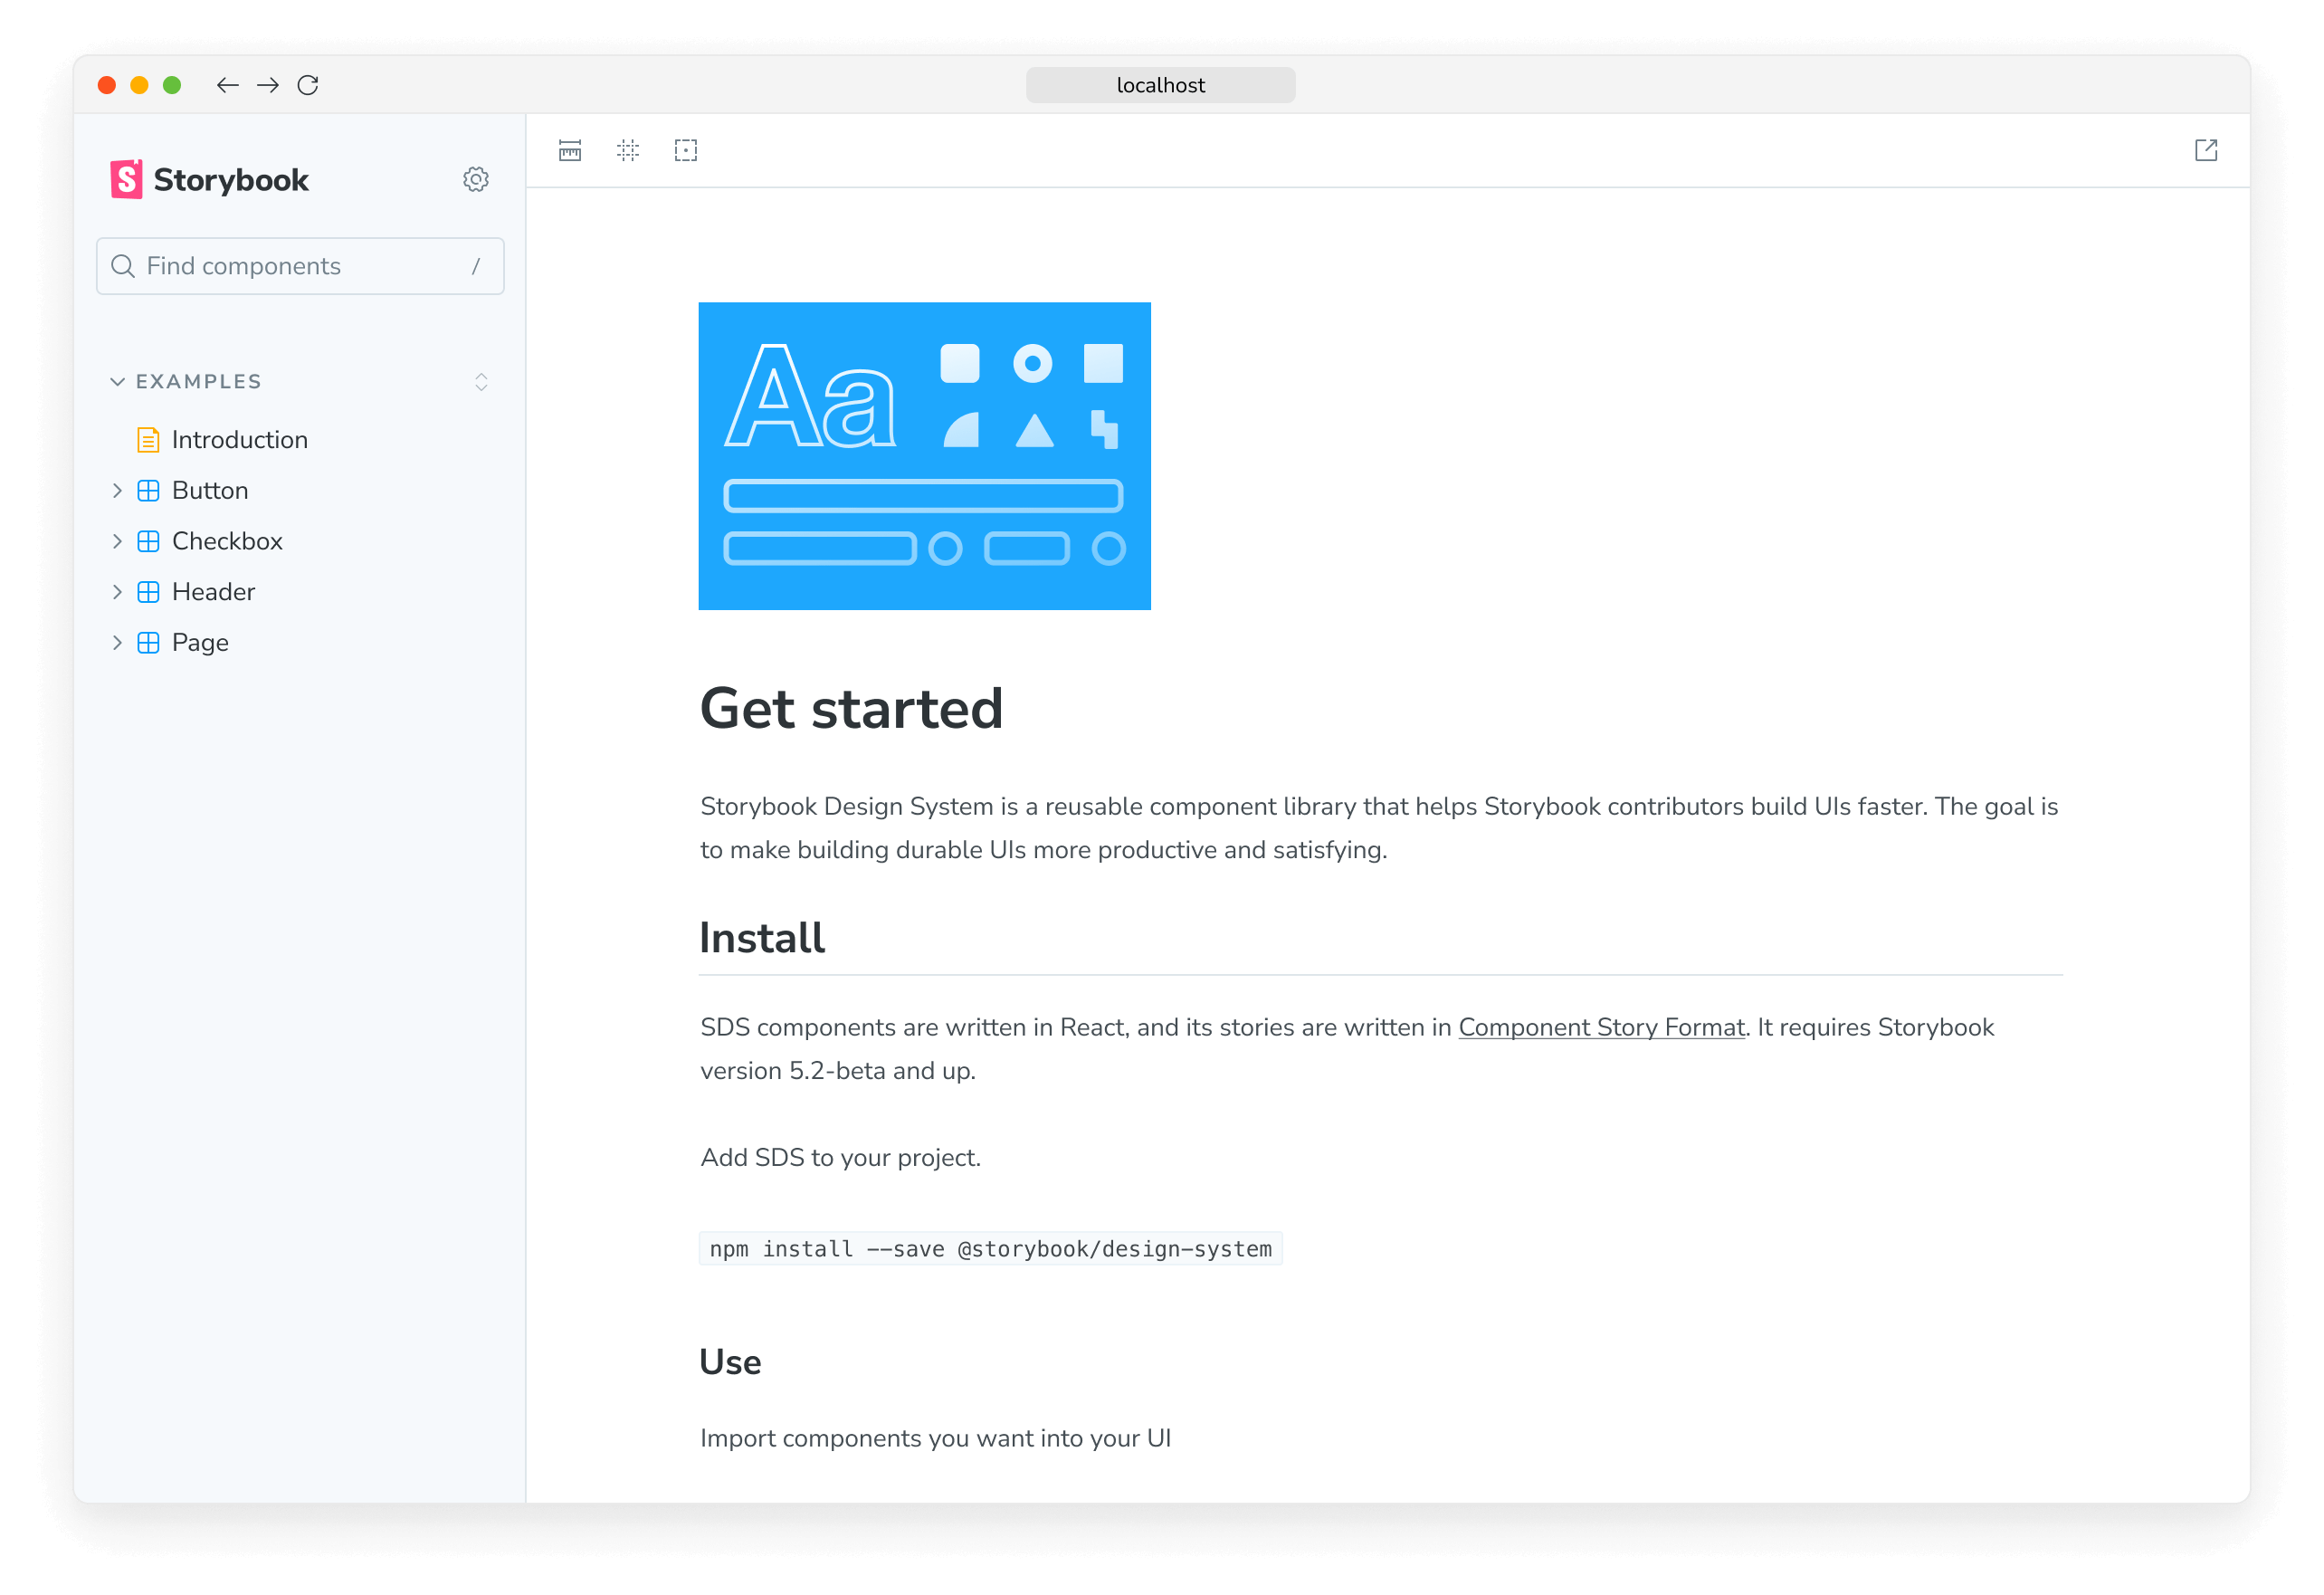 localhost
Storybook
Find components /
EXAMPLES
Introduction
Button
Checkbox
Header
Page
Aa
Get started
Storybook Design System is a reusable component library that helps Storybook contributors build UIs faster. The goal is
to make building durable UIs more productive and satisfying.
Install
SDS components are written in React, and its stories are written in Component Story Format. It requires Storybook
version 5.2-beta and up.
Add SDS to your project.
npm install --save @storybook/design-system
Use
Import components you want into your UI